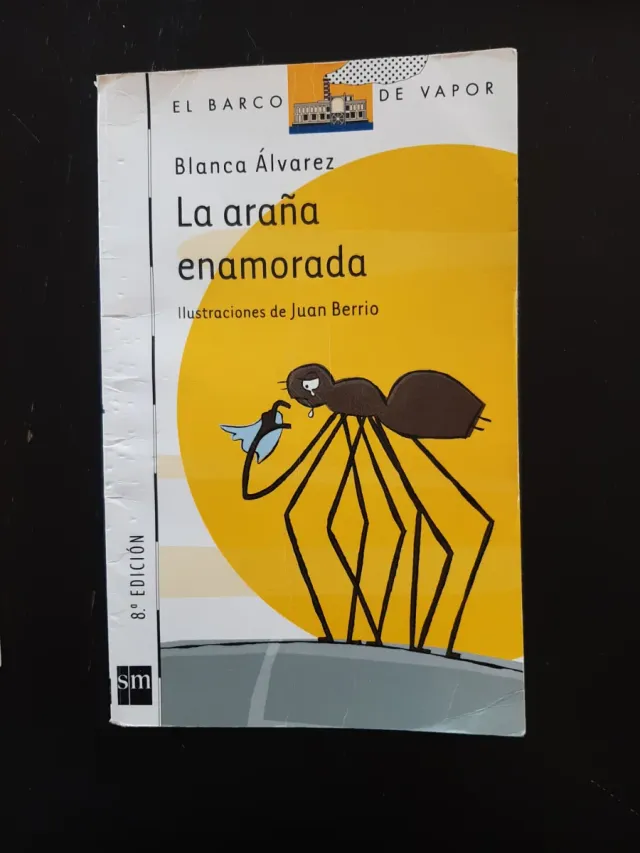 EL BARCO DE VAPOR
Blanca Álvarez
La araña
enamorada
Ilustraciones de Juan Berrio
8.ª EDICIÓN
sm